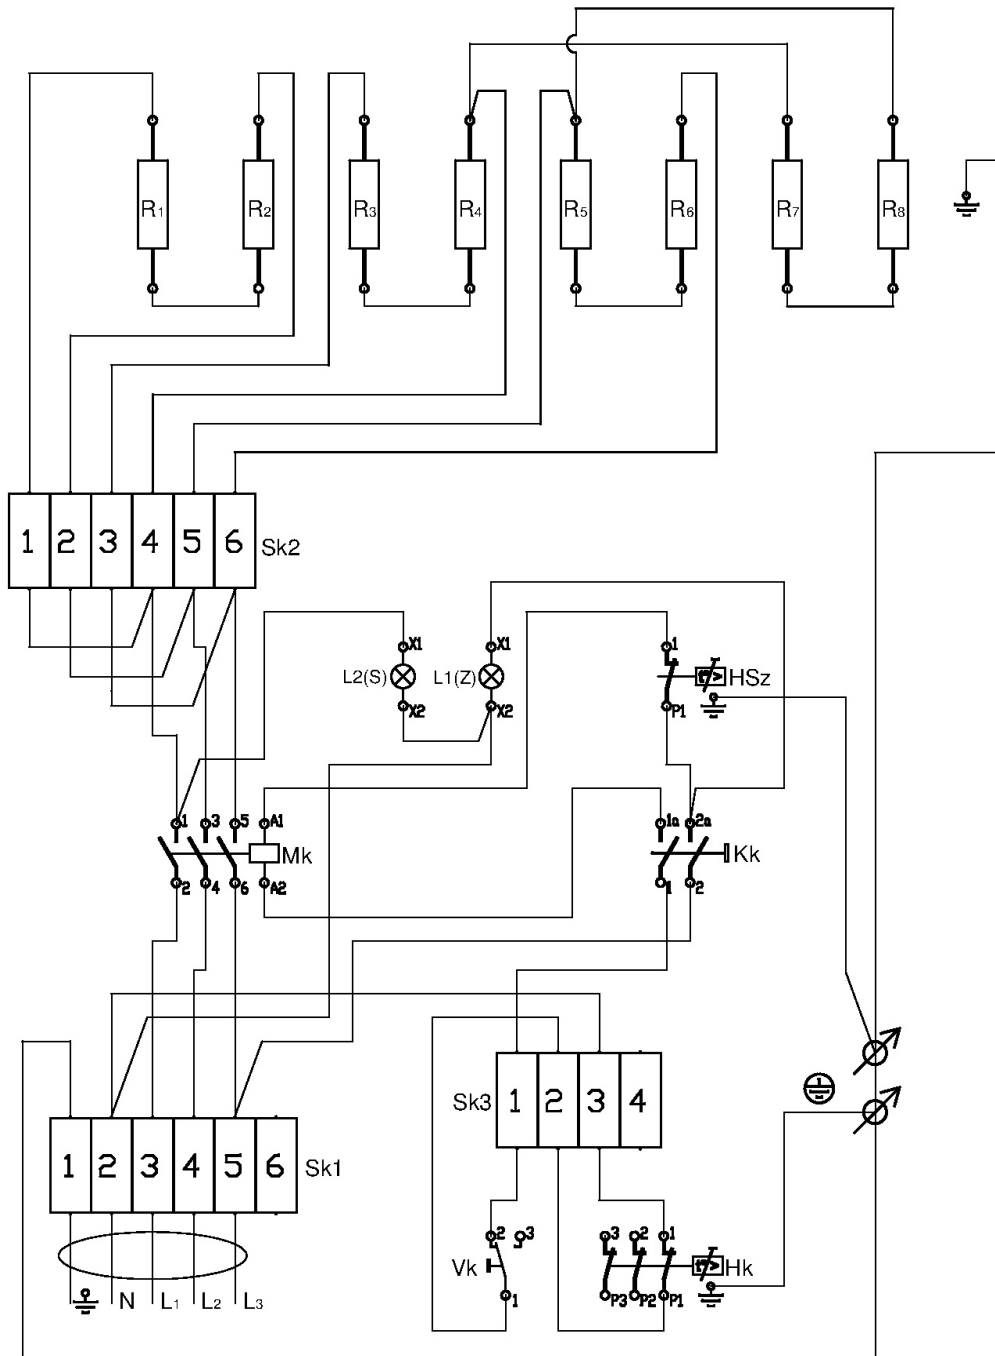 R1 R2 R3 R4 R5 R6 R7 R8
1 2 3 4 5 6 Sk2
X1 X1 1
L2(S) L1(Z) HSz
X2 X2 P1
1 3 5 A1 1a 2a
Mk Kk
2 4 6 A2 1 2
Sk3 1 2 3 4
1 2 3 4 5 6 Sk1
2 3 3 2 1
Vk Hk
1 P3 P2 P1
N L1 L2 L3